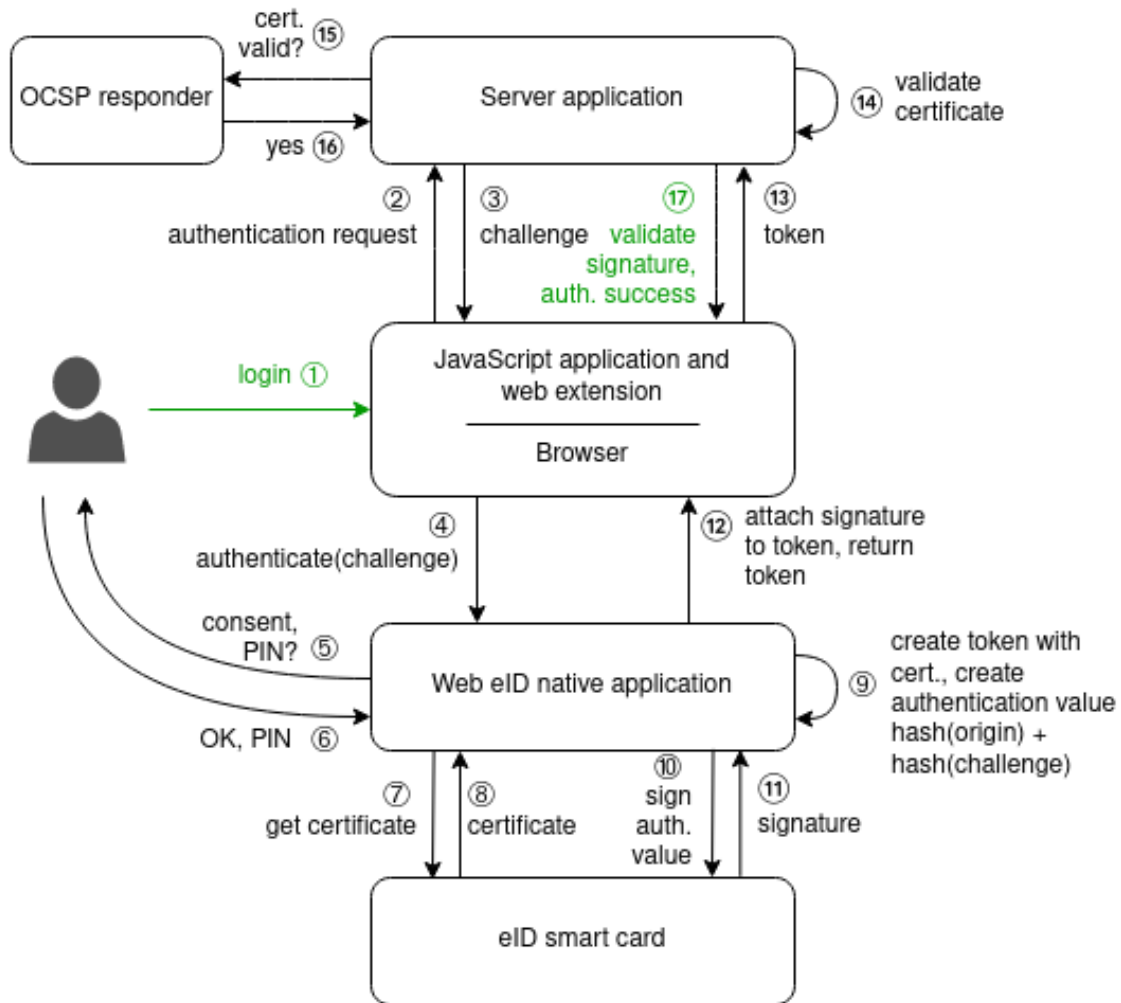 cert. ⑮
valid?
OCSP responder
Server application
⑭ validate
certificate
yes ⑯
②
authentication request
③
challenge
⑰
validate
signature,
auth. success
⑬
token
login ①
JavaScript application and
web extension
Browser
④
authenticate(challenge)
⑫ attach signature
to token, return
token
consent,
PIN? ⑤
OK, PIN ⑥
Web eID native application
⑨ create token with
cert., create
authentication value
hash(origin) +
hash(challenge)
⑦
get certificate
⑧
certificate
⑩
sign
auth.
value
⑪
signature
eID smart card